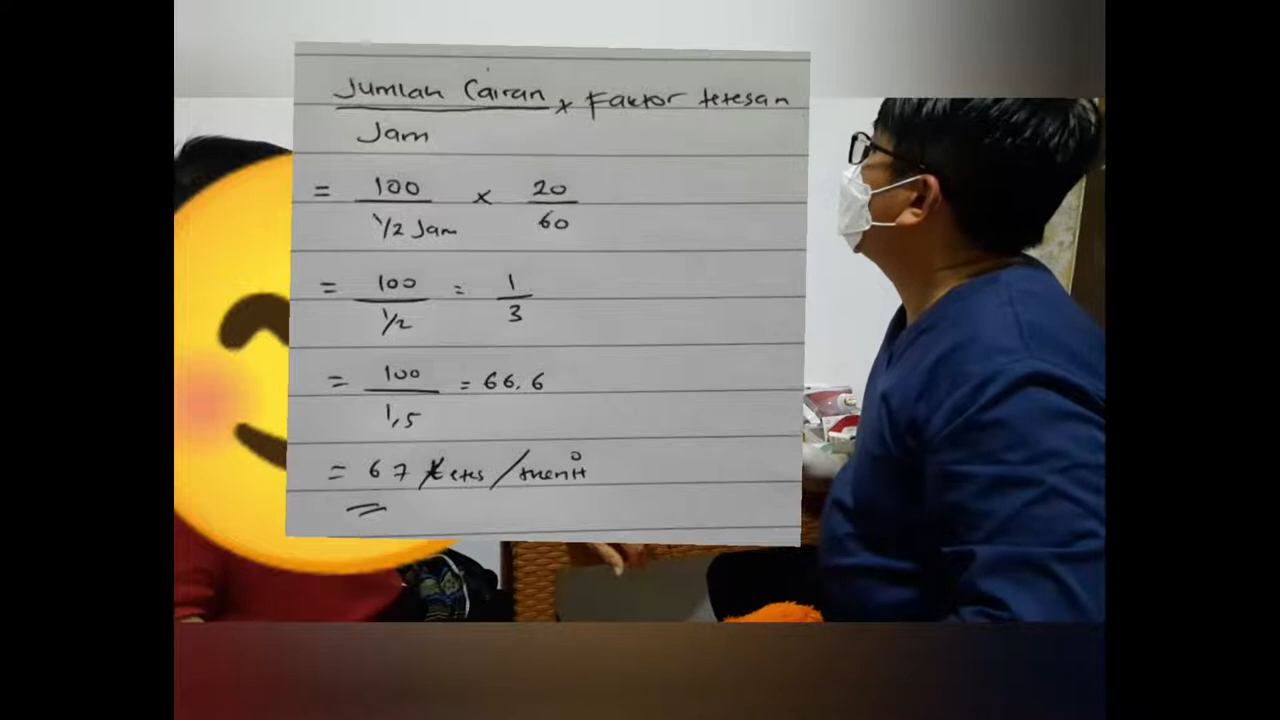 Jumlah Cairan x Faktor tetesan
Jam
= 100 x 20
1/2 Jam 60
= 100 = 1
1/2 3
= 100 = 66.6
1,5
= 67 tetes/menit